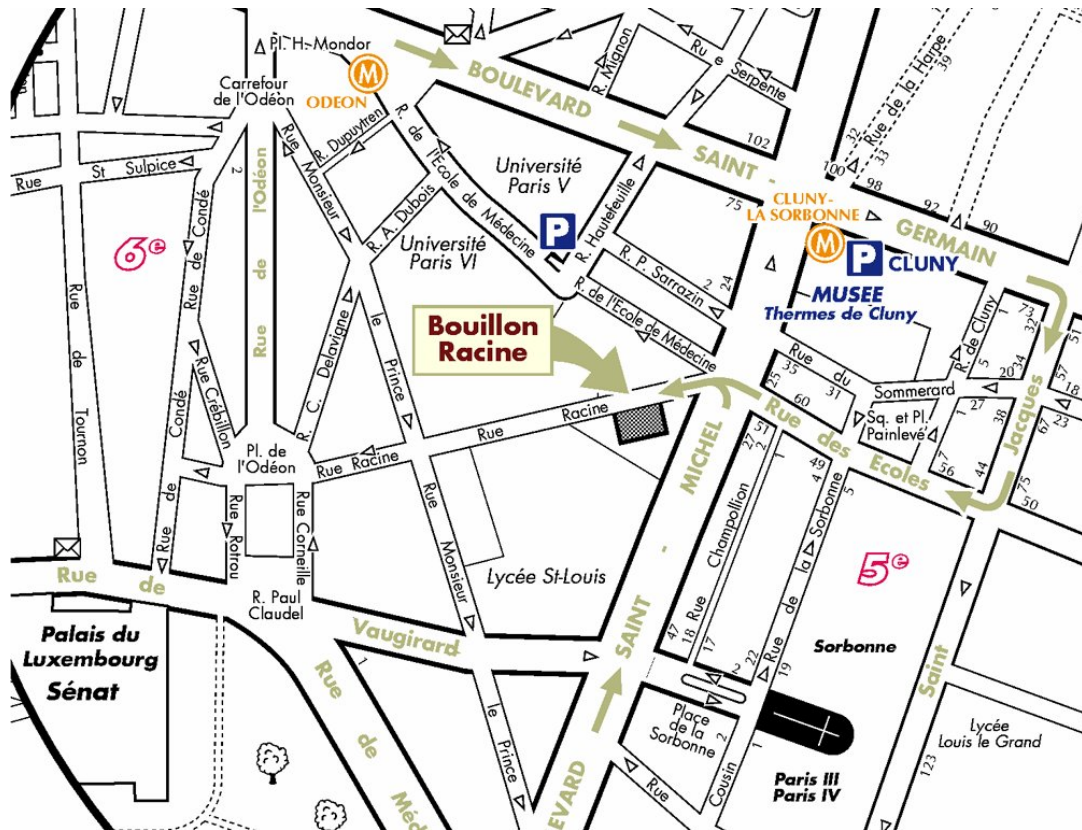 Pl. H. Mondor
M
ODEON
Carrefour
de l'Odéon
BOULEVARD
SAINT
-
GERMAIN
R. Mignon
Rue Serpente
Rue de la Harpe
39
32
33
102
100
98
92
90
R. Dupuytren
R. de l'Ecole de Médecine
Rue St Sulpice
2
Rue de l'Odéon
Rue Monsieur le Prince
R. A. Dubois
Université
Paris V
Université
Paris VI
P
R. Hautefeuille
R. P. Sarrazin
2
24
75
R. de l'Ecole de Médecine
CLUNY-
LA SORBONNE
M
P CLUNY
MUSEE
Thermes de Cluny
6e
Rue de Condé
Rue de Condé
Rue Crébillon
Rue de Tournon
R. C. Delavigne
Bouillon
Racine
Rue Racine
Rue Racine
Pl. de
l'Odéon
Rue Rotrou
Rue Corneille
R. Paul
Claudel
Rue du Sommerard
35
31
25
60
R. de Cluny
1
5
73
32
34
20
27
38
1
7
56
44
51
57
18
23
67
75
50
Sq. et Pl.
Painlevé
Rue des Ecoles
Jacques
Saint
123
51
2
27
1
49
4
5
Rue Champollion
Rue de la Sorbonne
47
18
17
2
22
19
5e
Sorbonne
Lycée St-Louis
Rue Monsieur le Prince
Rue de Vaugirard
1
Rue de Méd
EVARD SAINT - MICHEL
Palais du
Luxembourg
Sénat
Place
de la
Sorbonne
2
1
Rue
Cousin
Paris III
Paris IV
Lycée
Louis le Grand